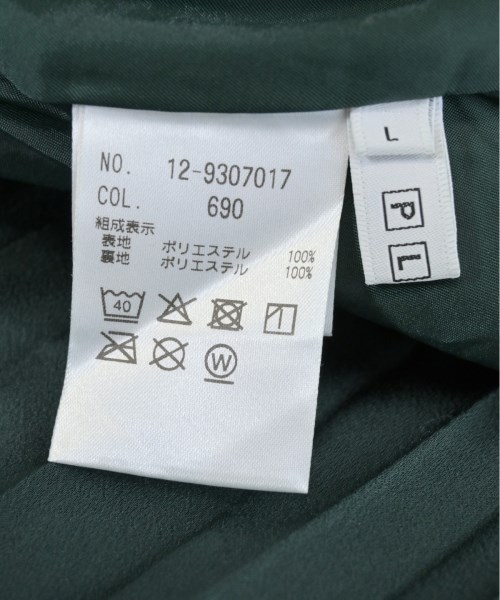 NO. 12-9307017
COL. 690
組成表示
表地 ポリエステル 100%
裏地 ポリエステル 100%
40
W
L
P
L